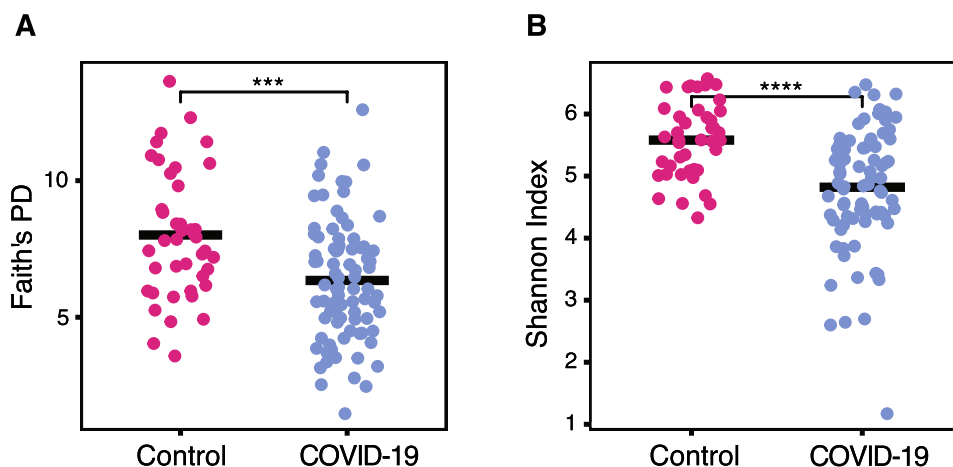 A
Faith's PD
10
5
***
Control
COVID-19
B
Shannon Index
6
5
4
3
2
1
****
Control
COVID-19